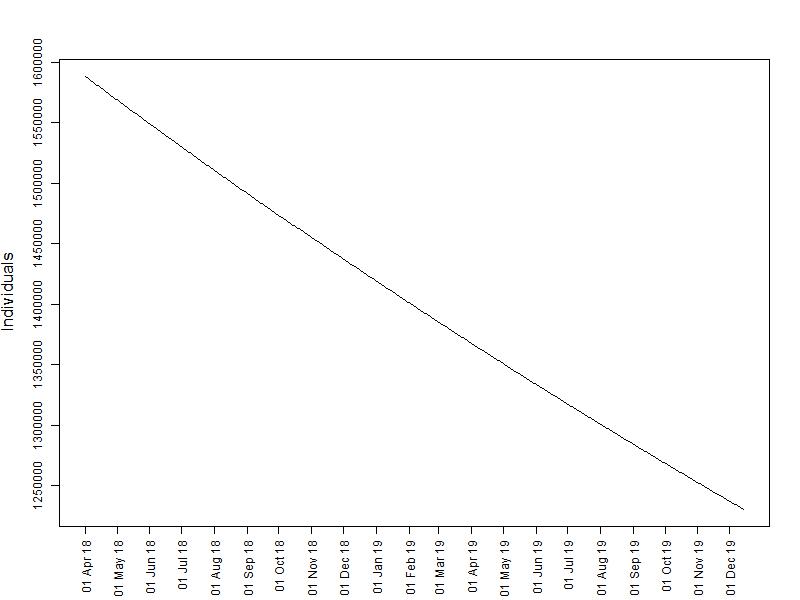 Individuals
1600000
1550000
1500000
1450000
1400000
1350000
1300000
1250000
01 Apr 18
01 May 18
01 Jun 18
01 Jul 18
01 Aug 18
01 Sep 18
01 Oct 18
01 Nov 18
01 Dec 18
01 Jan 19
01 Feb 19
01 Mar 19
01 Apr 19
01 May 19
01 Jun 19
01 Jul 19
01 Aug 19
01 Sep 19
01 Oct 19
01 Nov 19
01 Dec 19